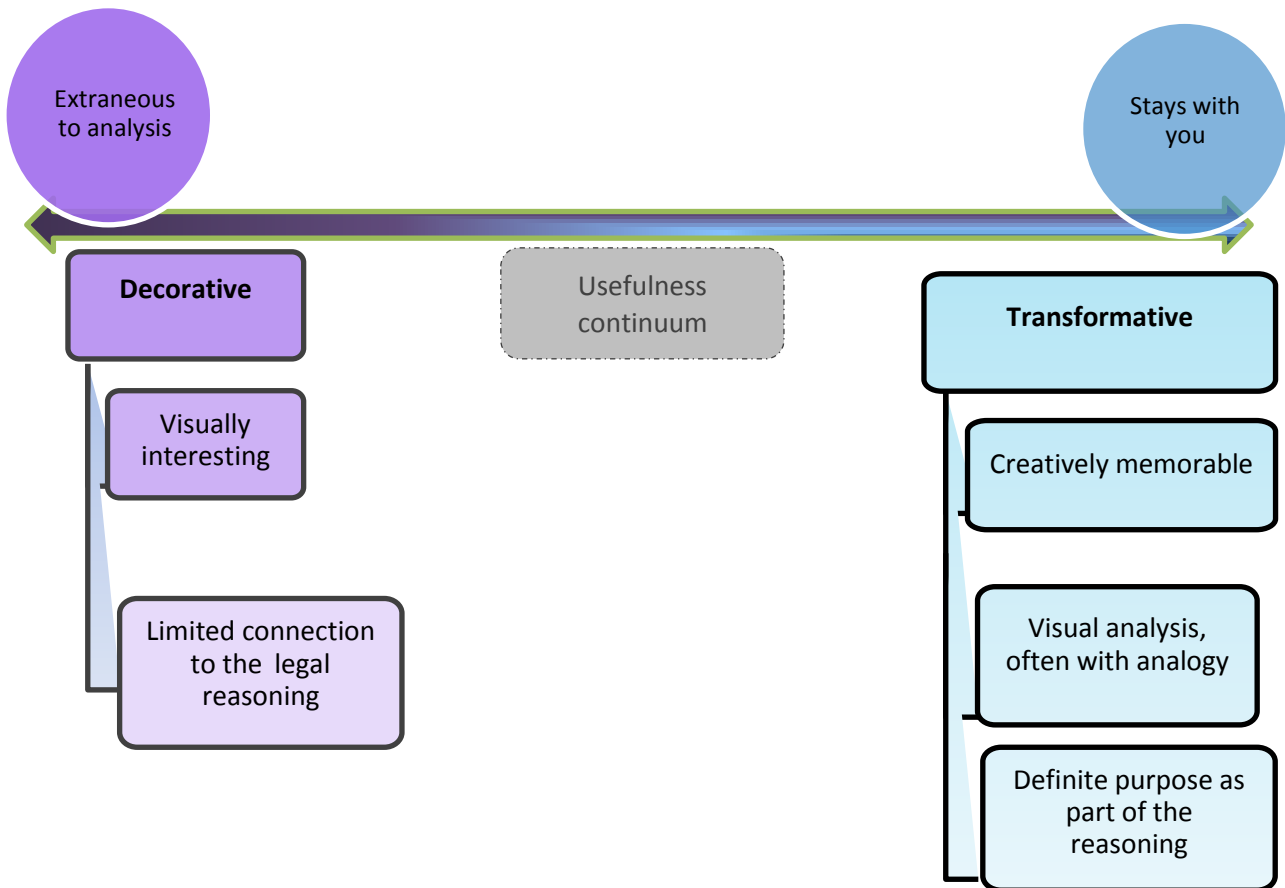 Extraneous
to analysis
Stays with
you
Decorative
Usefulness
continuum
Transformative
Visually
interesting
Creatively memorable
Limited connection
to the legal
reasoning
Visual analysis,
often with analogy
Definite purpose as
part of the
reasoning